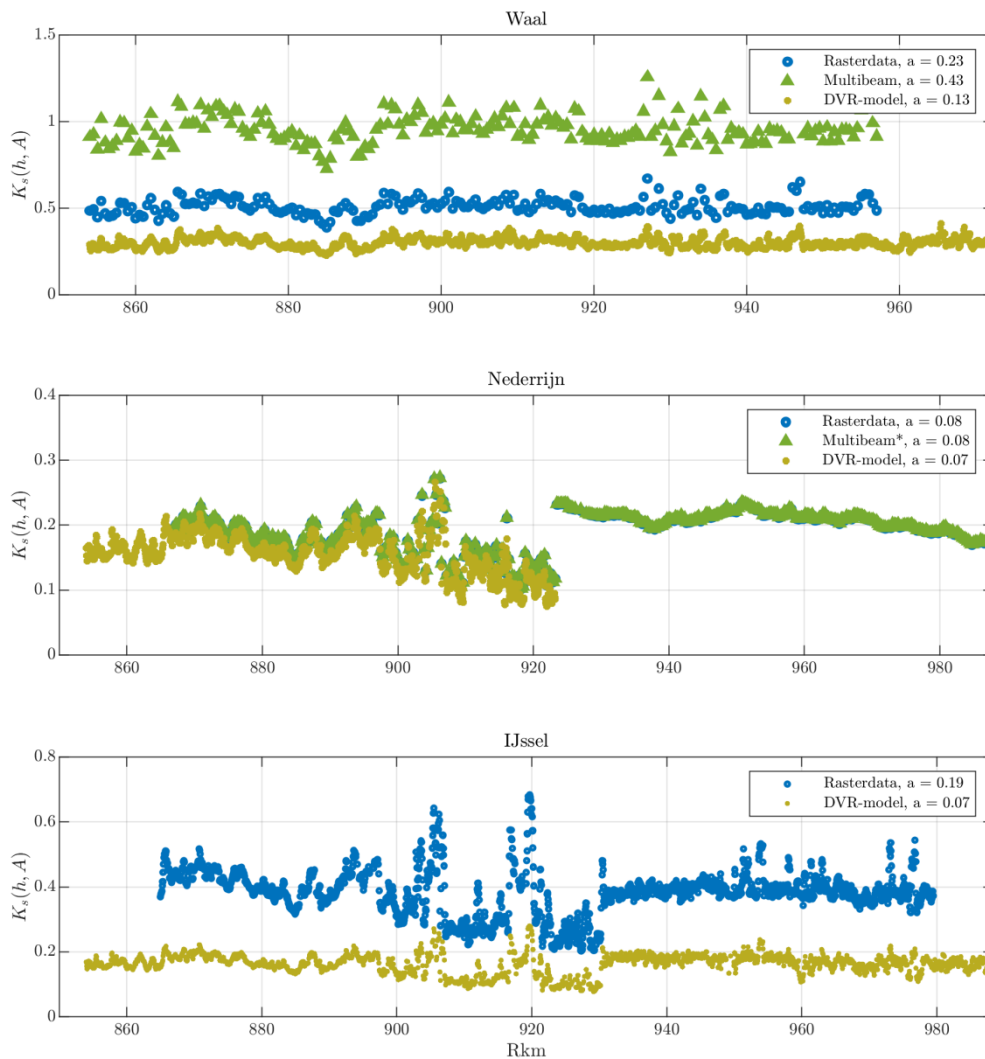 Waal
1.5
1
0.5
0
K_s(h, A)
Rasterdata, a = 0.23
Multibeam, a = 0.43
DVR-model, a = 0.13
860 880 900 920 940 960
Nederrijn
0.4
0.3
0.2
0.1
0
K_s(h, A)
Rasterdata, a = 0.08
Multibeam*, a = 0.08
DVR-model, a = 0.07
860 880 900 920 940 960 980
IJssel
0.8
0.6
0.4
0.2
0
K_s(h, A)
Rasterdata, a = 0.19
DVR-model, a = 0.07
860 880 900 920 940 960 980
Rkm